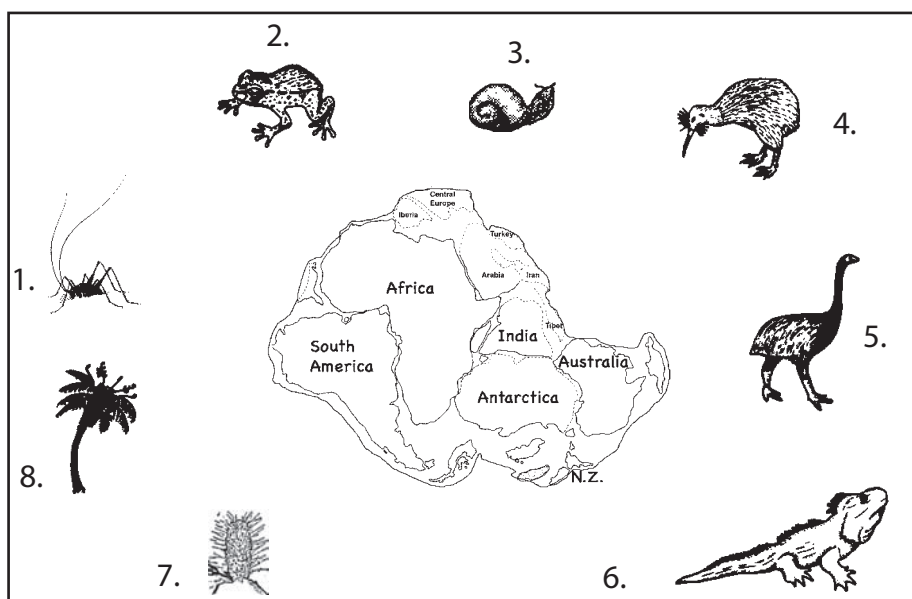 2.
3.
4.
Central
Europe
Iberia
Turkey
1.
Arabia
Iran
Africa
Tibet
India
5.
South
America
Australia
Antarctica
8.
N.Z.
7.
6.